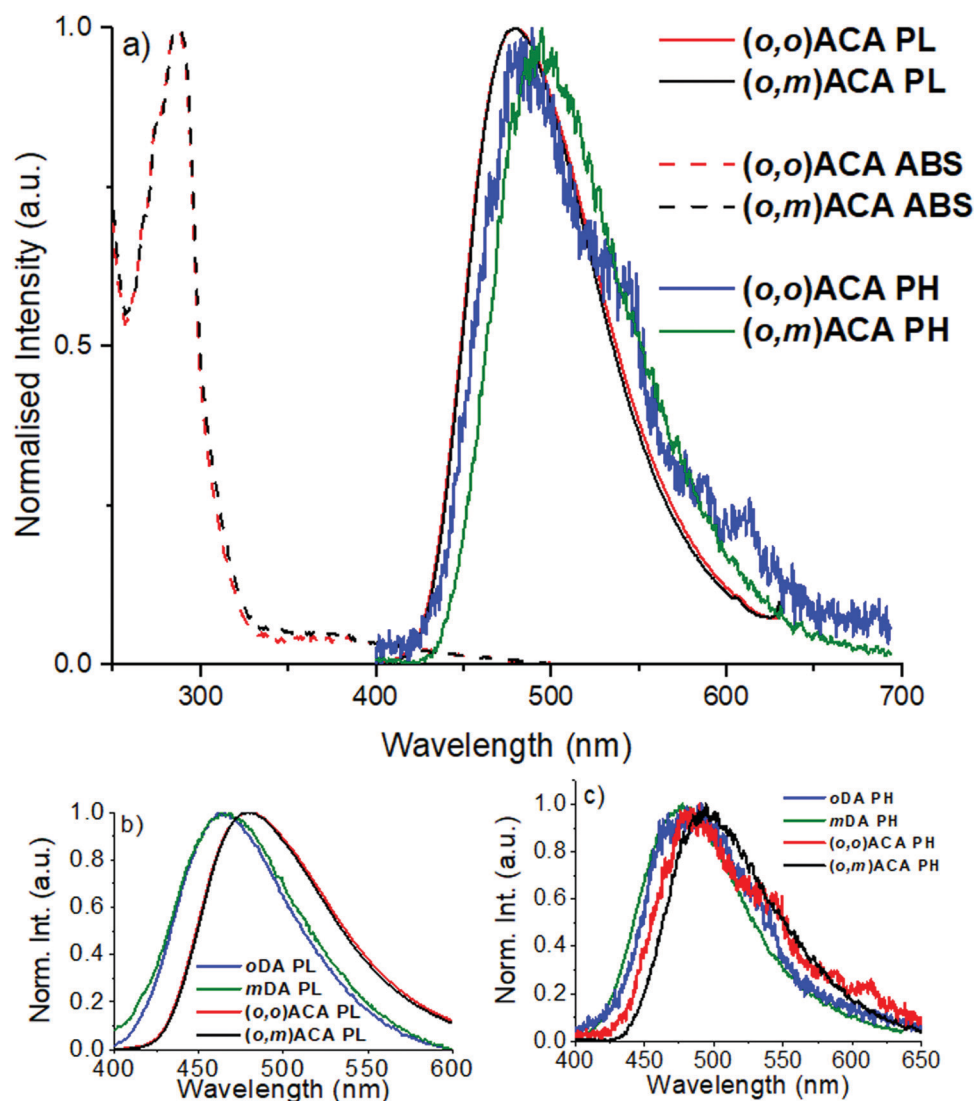 a)
1.0
0.5
0.0
Normalised Intensity (a.u.)
(o,o)ACA PL
(o,m)ACA PL
(o,o)ACA ABS
(o,m)ACA ABS
(o,o)ACA PH
(o,m)ACA PH
300 400 500 600 700
Wavelength (nm)
b)
1.0
0.8
0.6
0.4
0.2
0.0
Norm. Int. (a.u.)
oDA PL
mDA PL
(o,o)ACA PL
(o,m)ACA PL
400 450 500 550 600
Wavelength (nm)
c)
1.0
0.8
0.6
0.4
0.2
0.0
Norm. Int. (a.u.)
oDA PH
mDA PH
(o,o)ACA PH
(o,m)ACA PH
400 450 500 550 600 650
Wavelength (nm)